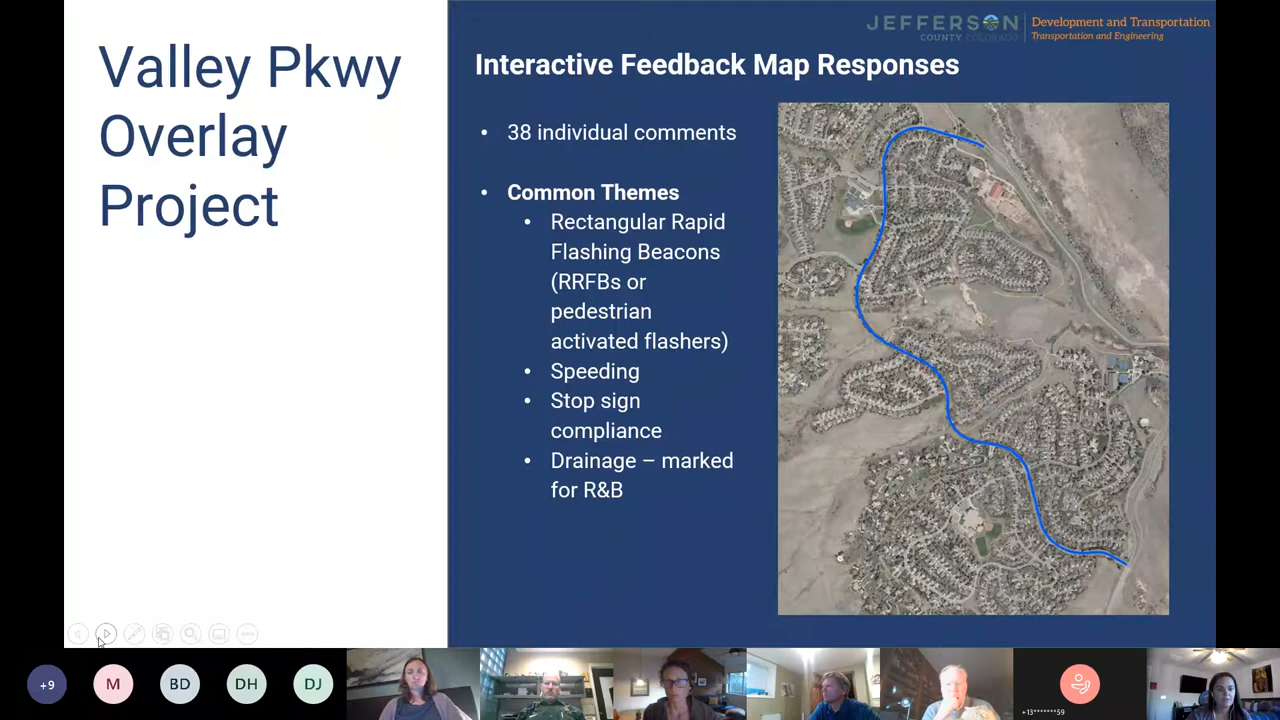 Valley Pkwy
Overlay
Project
JEFFERSON
COUNTY COLORADO
Development and Transportation
Transportation and Engineering
Interactive Feedback Map Responses
• 38 individual comments
• Common Themes
• Rectangular Rapid
Flashing Beacons
(RRFBs or
pedestrian
activated flashers)
• Speeding
• Stop sign
compliance
• Drainage – marked
for R&B
+9
M
BD
DH
DJ
+13*******59